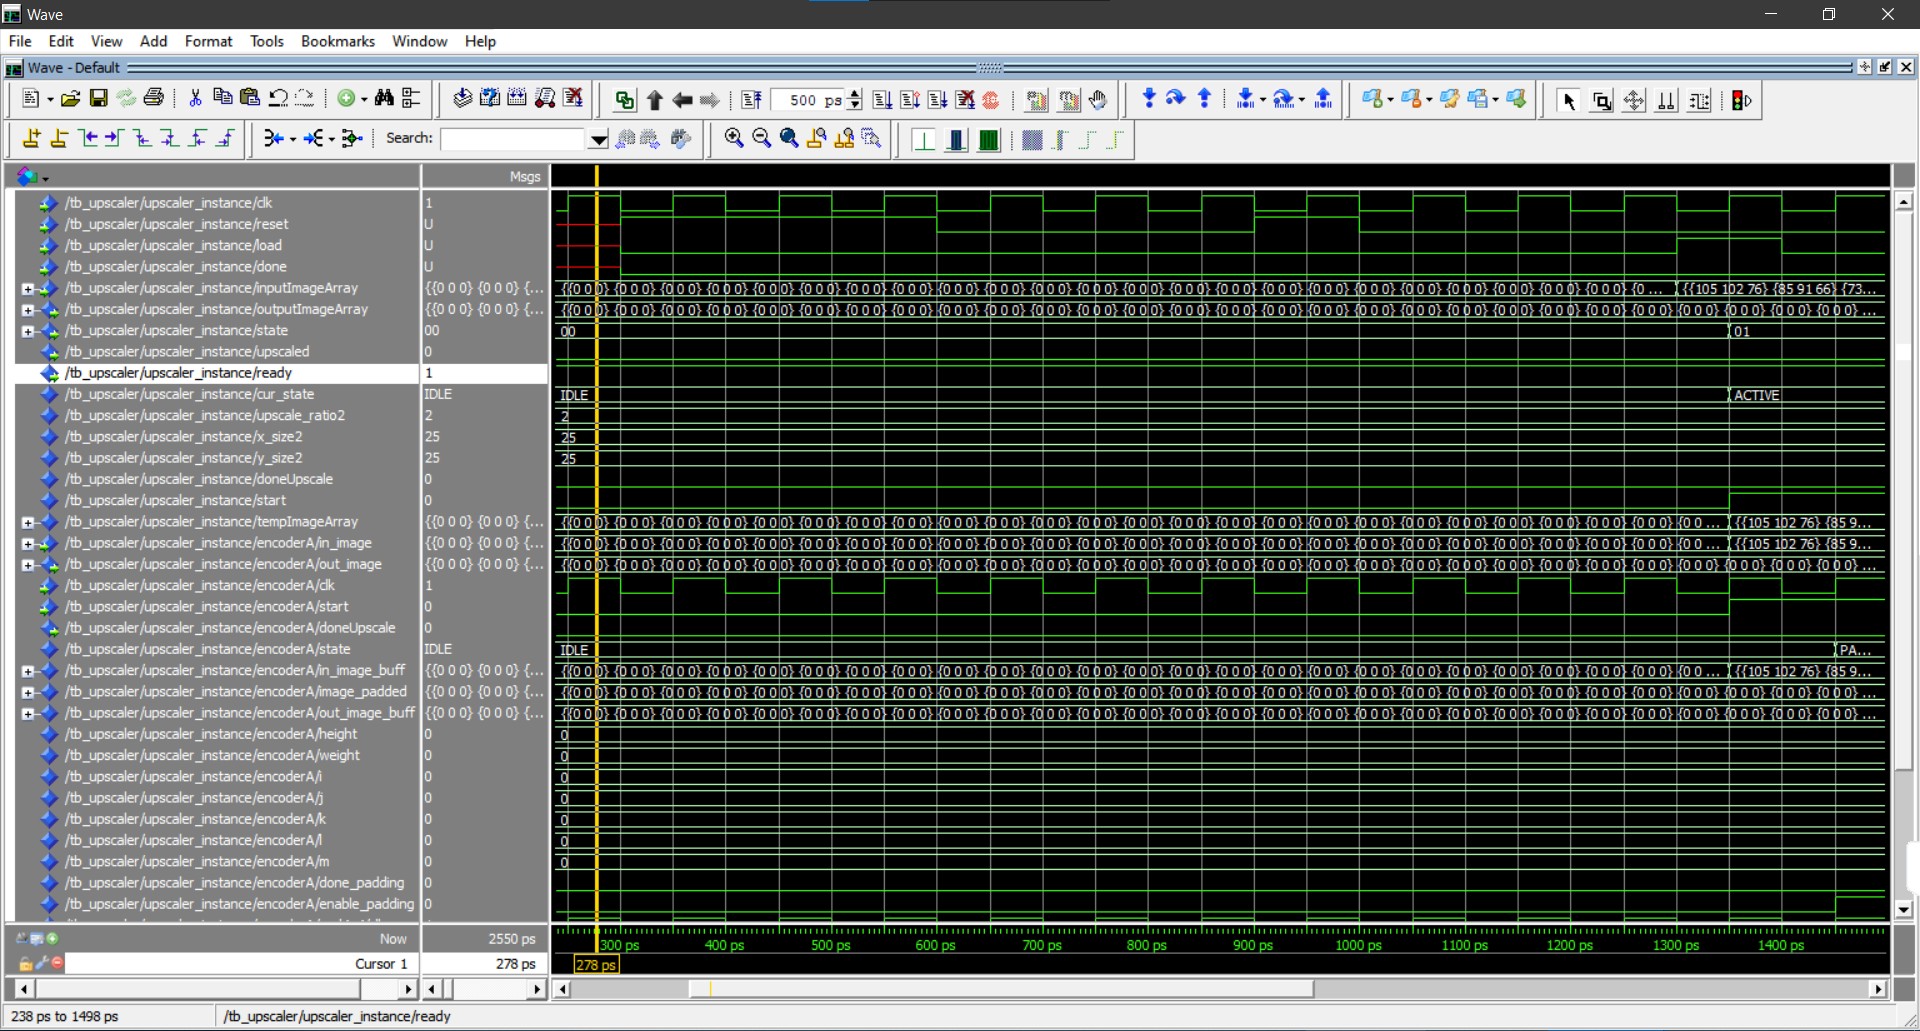 Wave
File Edit View Add Format Tools Bookmarks Window Help
Wave - Default
500 ps
Search:
Msgs
/tb_upscaler/upscaler_instance/clk 1
/tb_upscaler/upscaler_instance/reset U
/tb_upscaler/upscaler_instance/load U
/tb_upscaler/upscaler_instance/done U
/tb_upscaler/upscaler_instance/inputImageArray {{0 0 0} {0 0 0} {... {{105 102 76} {85 91 66} {73...
/tb_upscaler/upscaler_instance/outputImageArray {{0 0 0} {0 0 0} {...
/tb_upscaler/upscaler_instance/state 00 00 01
/tb_upscaler/upscaler_instance/upscaled 0
/tb_upscaler/upscaler_instance/ready 1
/tb_upscaler/upscaler_instance/cur_state IDLE IDLE ACTIVE
/tb_upscaler/upscaler_instance/upscale_ratio2 2 2
/tb_upscaler/upscaler_instance/x_size2 25 25
/tb_upscaler/upscaler_instance/y_size2 25 25
/tb_upscaler/upscaler_instance/doneUpscale 0
/tb_upscaler/upscaler_instance/start 0
/tb_upscaler/upscaler_instance/tempImageArray {{0 0 0} {0 0 0} {... {{105 102 76} {85 9...
/tb_upscaler/upscaler_instance/encoderA/in_image {{0 0 0} {0 0 0} {... {{105 102 76} {85 9...
/tb_upscaler/upscaler_instance/encoderA/out_image {{0 0 0} {0 0 0} {...
/tb_upscaler/upscaler_instance/encoderA/clk 1
/tb_upscaler/upscaler_instance/encoderA/start 0
/tb_upscaler/upscaler_instance/encoderA/doneUpscale 0
/tb_upscaler/upscaler_instance/encoderA/state IDLE IDLE PA...
/tb_upscaler/upscaler_instance/encoderA/in_image_buff {{0 0 0} {0 0 0} {... {{105 102 76} {85 9...
/tb_upscaler/upscaler_instance/encoderA/image_padded {{0 0 0} {0 0 0} {...
/tb_upscaler/upscaler_instance/encoderA/out_image_buff {{0 0 0} {0 0 0} {...
/tb_upscaler/upscaler_instance/encoderA/height 0 0
/tb_upscaler/upscaler_instance/encoderA/weight 0 0
/tb_upscaler/upscaler_instance/encoderA/i 0 0
/tb_upscaler/upscaler_instance/encoderA/j 0 0
/tb_upscaler/upscaler_instance/encoderA/k 0 0
/tb_upscaler/upscaler_instance/encoderA/l 0 0
/tb_upscaler/upscaler_instance/encoderA/m 0 0
/tb_upscaler/upscaler_instance/encoderA/done_padding 0
/tb_upscaler/upscaler_instance/encoderA/enable_padding 0
Now 2550 ps 300 ps 400 ps 500 ps 600 ps 700 ps 800 ps 900 ps 1000 ps 1100 ps 1200 ps 1300 ps 1400 ps
Cursor 1 278 ps 278 ps
238 ps to 1498 ps /tb_upscaler/upscaler_instance/ready